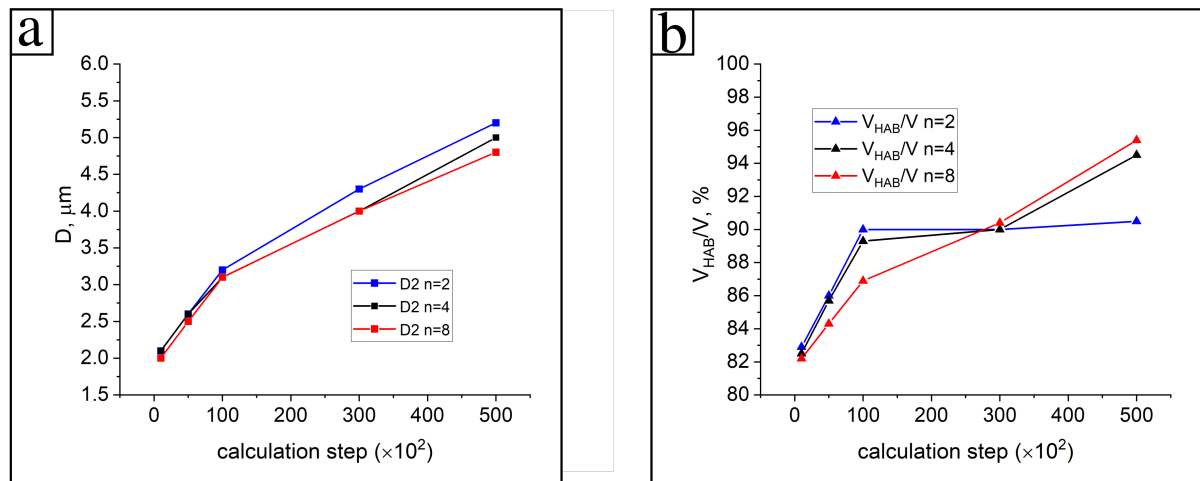 a
6.0
5.5
5.0
4.5
4.0
3.5
3.0
2.5
2.0
1.5
D, μm
D2 n=2
D2 n=4
D2 n=8
0 100 200 300 400 500
calculation step (×10²)
b
100
98
96
94
92
90
88
86
84
82
80
V_HAB/V, %
V_HAB/V n=2
V_HAB/V n=4
V_HAB/V n=8
0 100 200 300 400 500
calculation step (×10²)